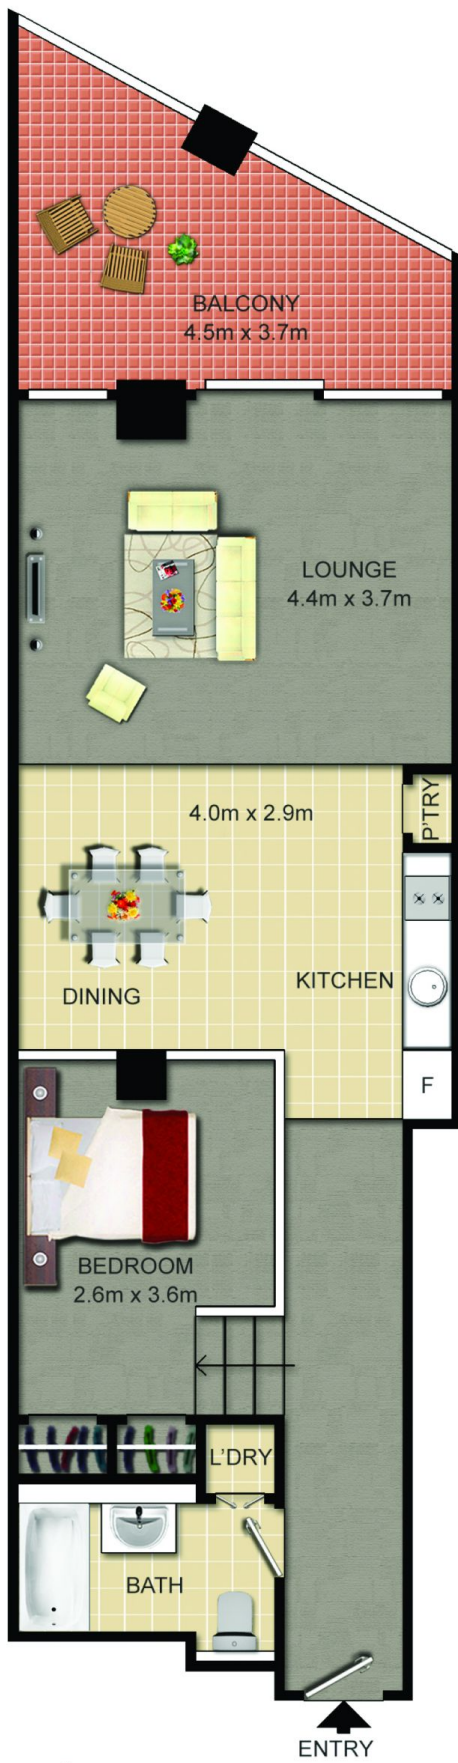 BALCONY
4.5m x 3.7m
LOUNGE
4.4m x 3.7m
P'TRY
4.0m x 2.9m
KITCHEN
DINING
F
BEDROOM
2.6m x 3.6m
L'DRY
BATH
ENTRY